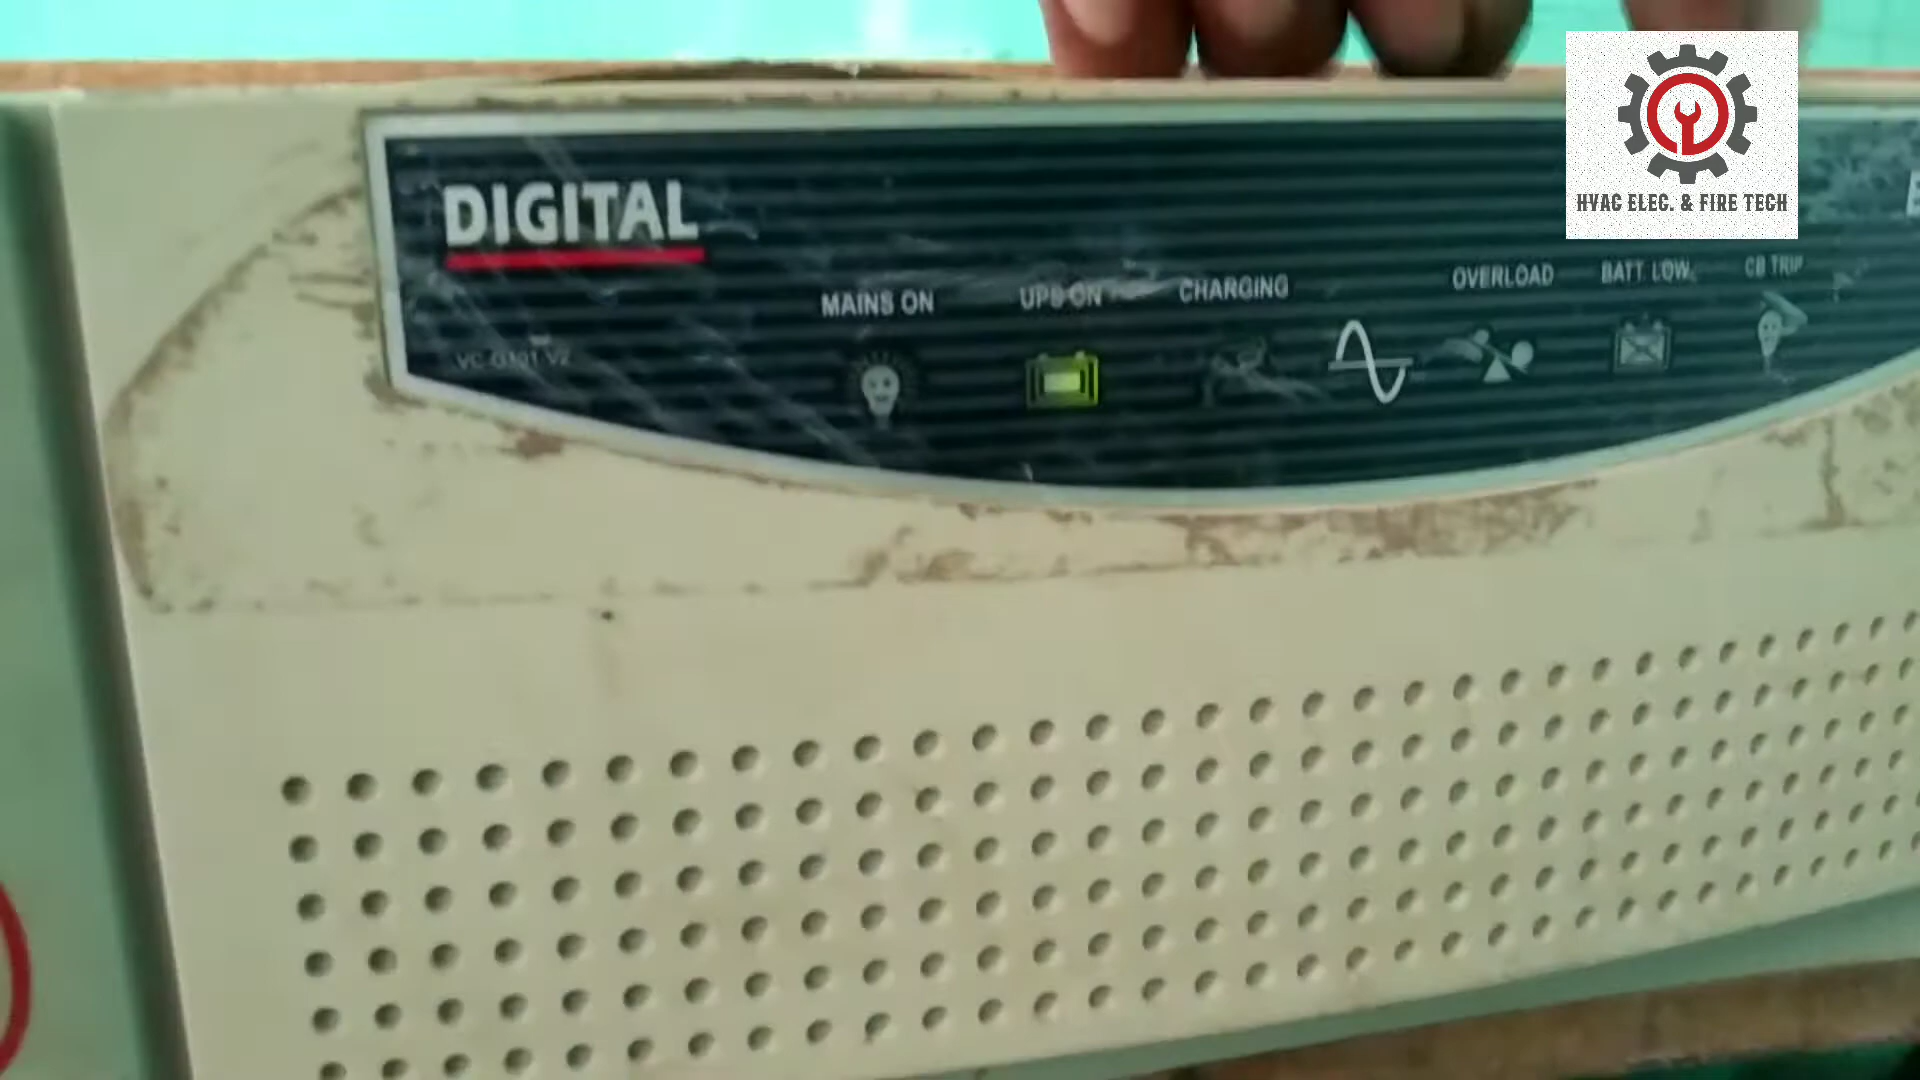 DIGITAL
MAINS ON
UPS ON
CHARGING
OVERLOAD
BATT LOW
CB TRIP
HVAC ELEC. & FIRE TECH